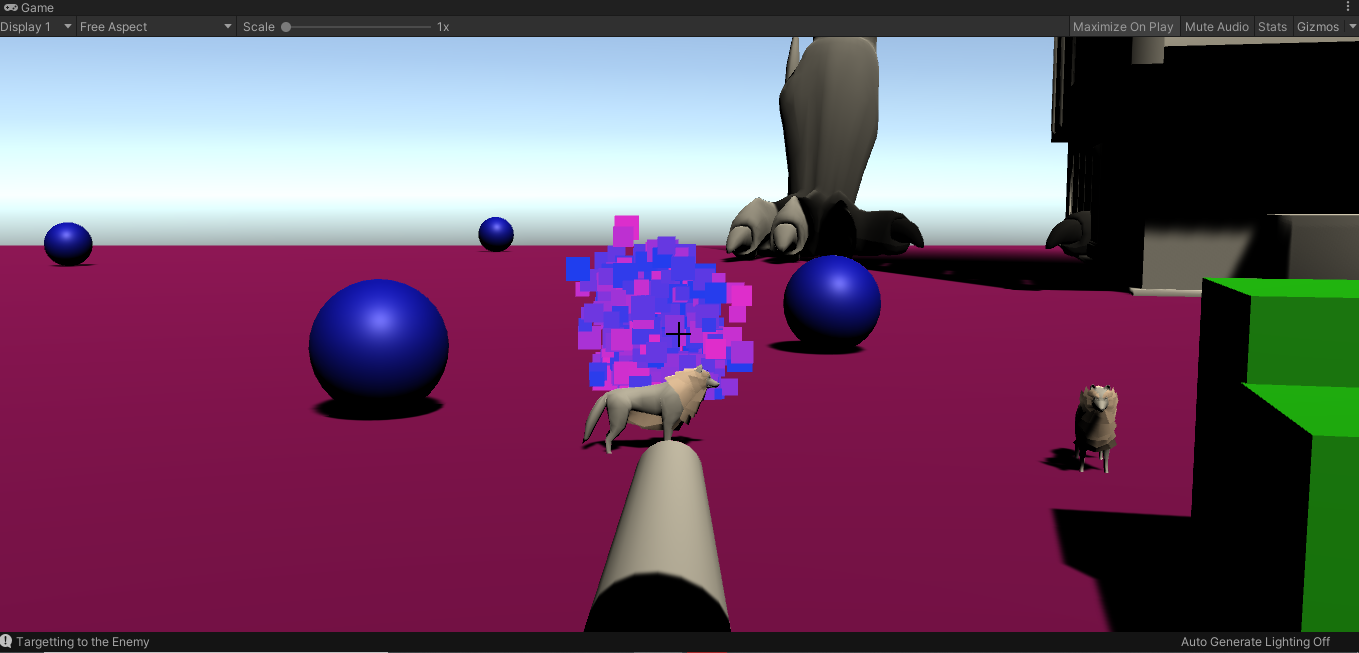 Game
Display 1 Free Aspect Scale 1x Maximize On Play Mute Audio Stats Gizmos
Targetting to the Enemy Auto Generate Lighting Off